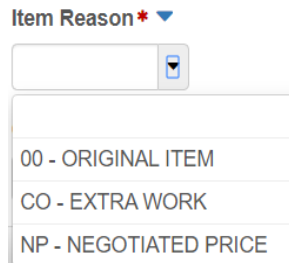 Item Reason*
00 - ORIGINAL ITEM
CO - EXTRA WORK
NP - NEGOTIATED PRICE